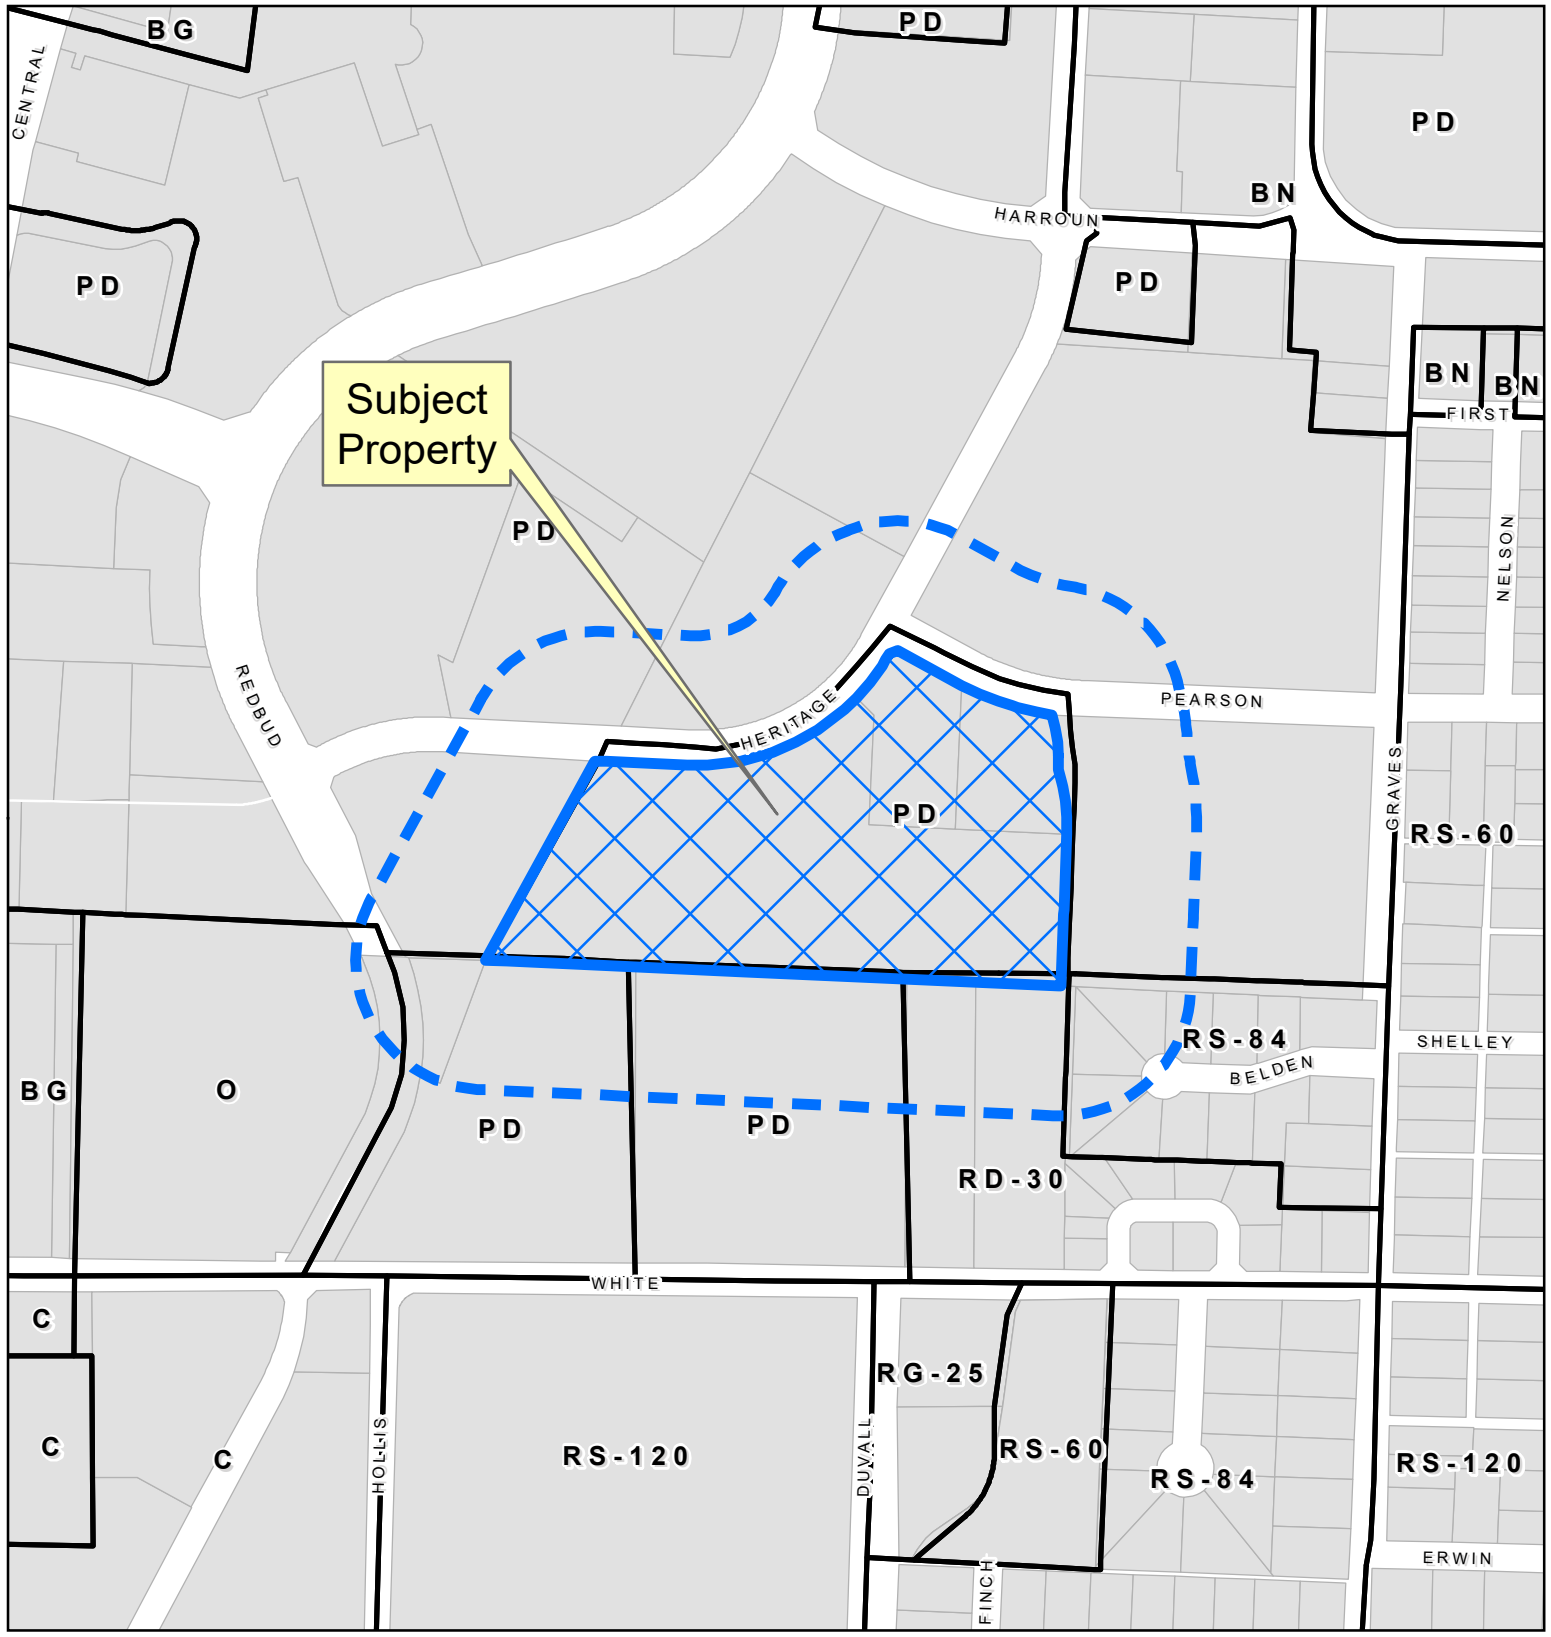 BG
PD
CENTRAL
PD
BN
HARROUN
PD
PD
Subject
Property
BN
BN
FIRST
PD
NELSON
REDBUD
HERITAGE
PEARSON
GRAVES
PD
RS-60
RS-84
SHELLEY
BELDEN
BG
O
PD
PD
RD-30
WHITE
C
RG-25
C
C
HOLLIS
RS-120
DUVALL
RS-60
RS-84
RS-120
ERWIN
FINCH